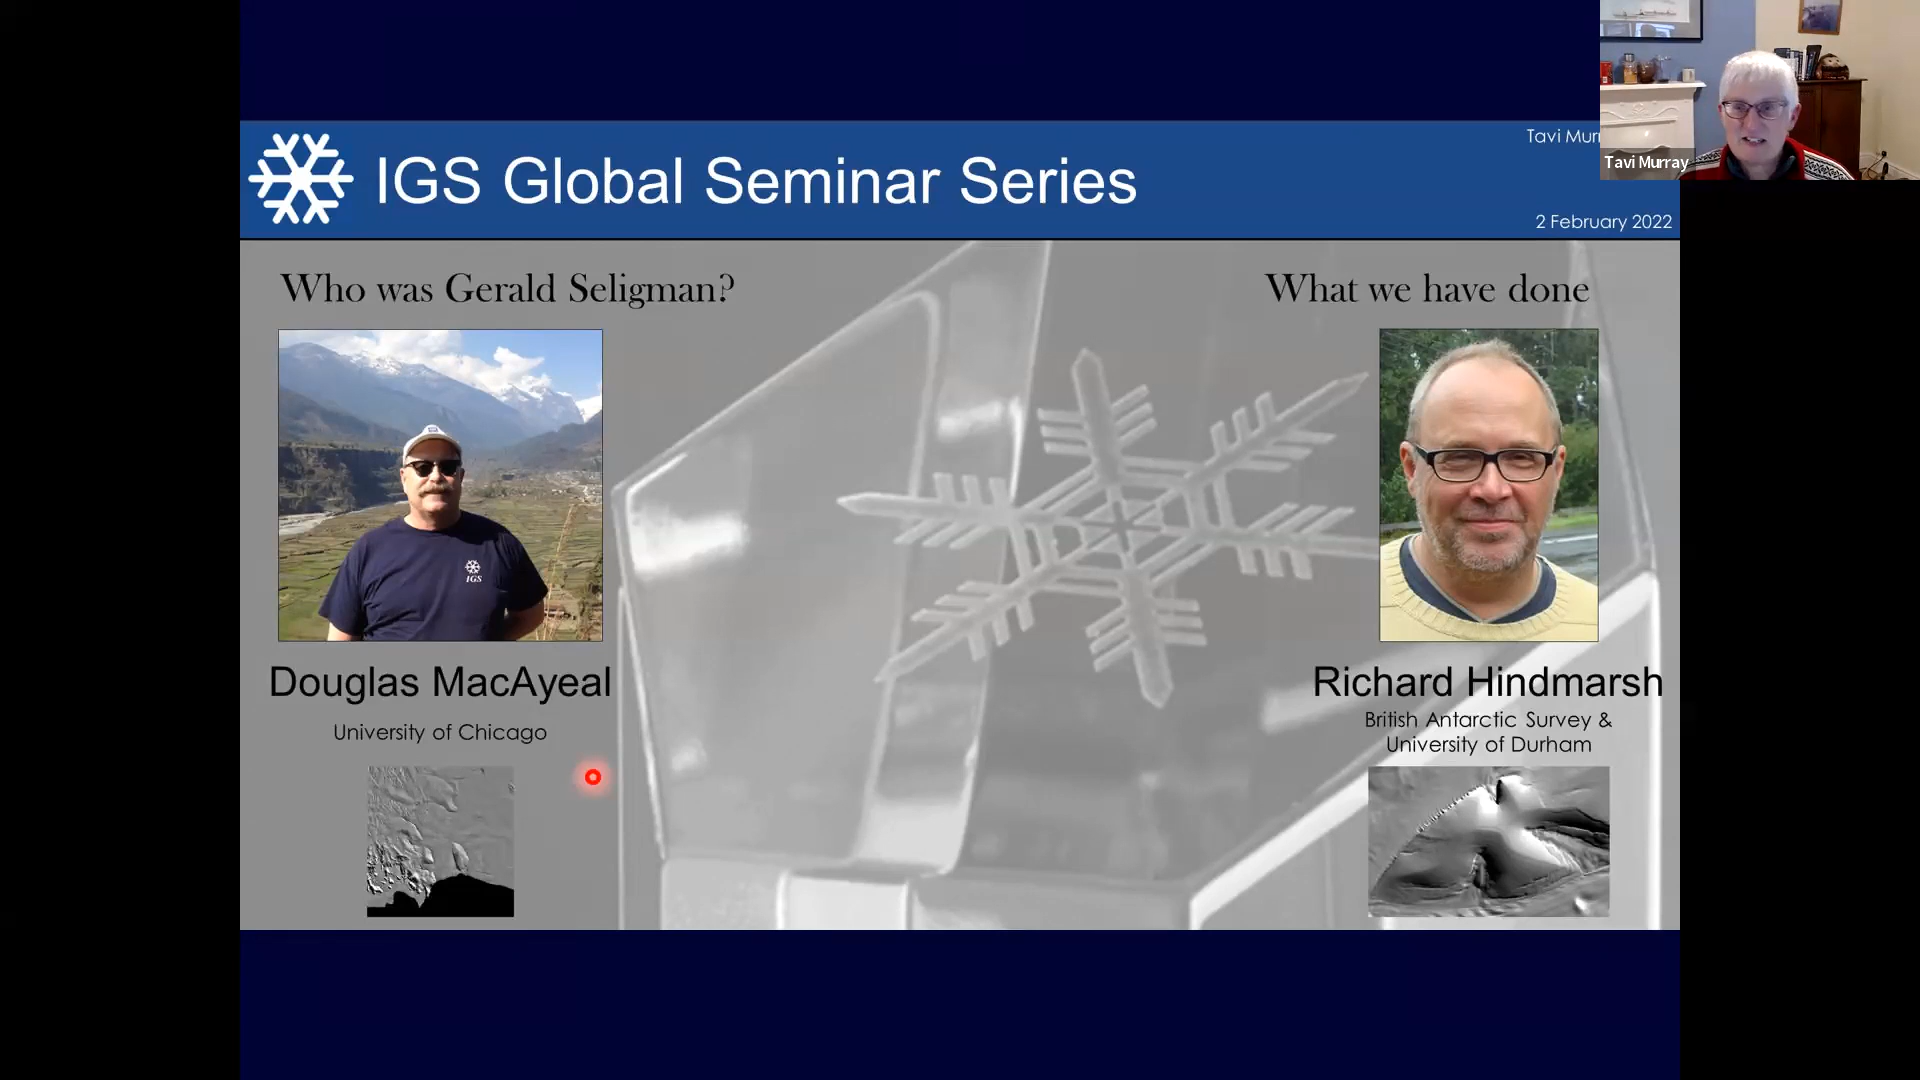 Tavi Mur
Tavi Murray
IGS Global Seminar Series
2 February 2022
Who was Gerald Seligman?
What we have done
IGS
Douglas MacAyeal
University of Chicago
Richard Hindmarsh
British Antarctic Survey &
University of Durham